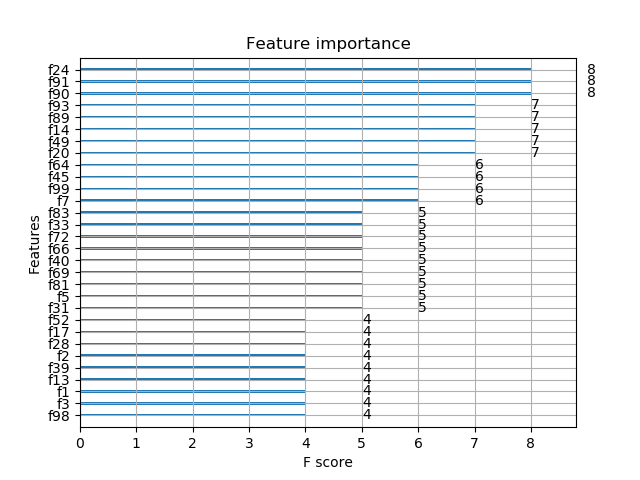 Feature importance
f24 8
f91 8
f90 8
f93 7
f89 7
f14 7
f49 7
f20 7
f64 6
f45 6
f99 6
f7 6
f83 5
f33 5
f72 5
f66 5
f40 5
f69 5
f81 5
f5 5
f31 5
f52 4
f17 4
f28 4
f2 4
f39 4
f13 4
f1 4
f3 4
f98 4
Features
0 1 2 3 4 5 6 7 8
F score